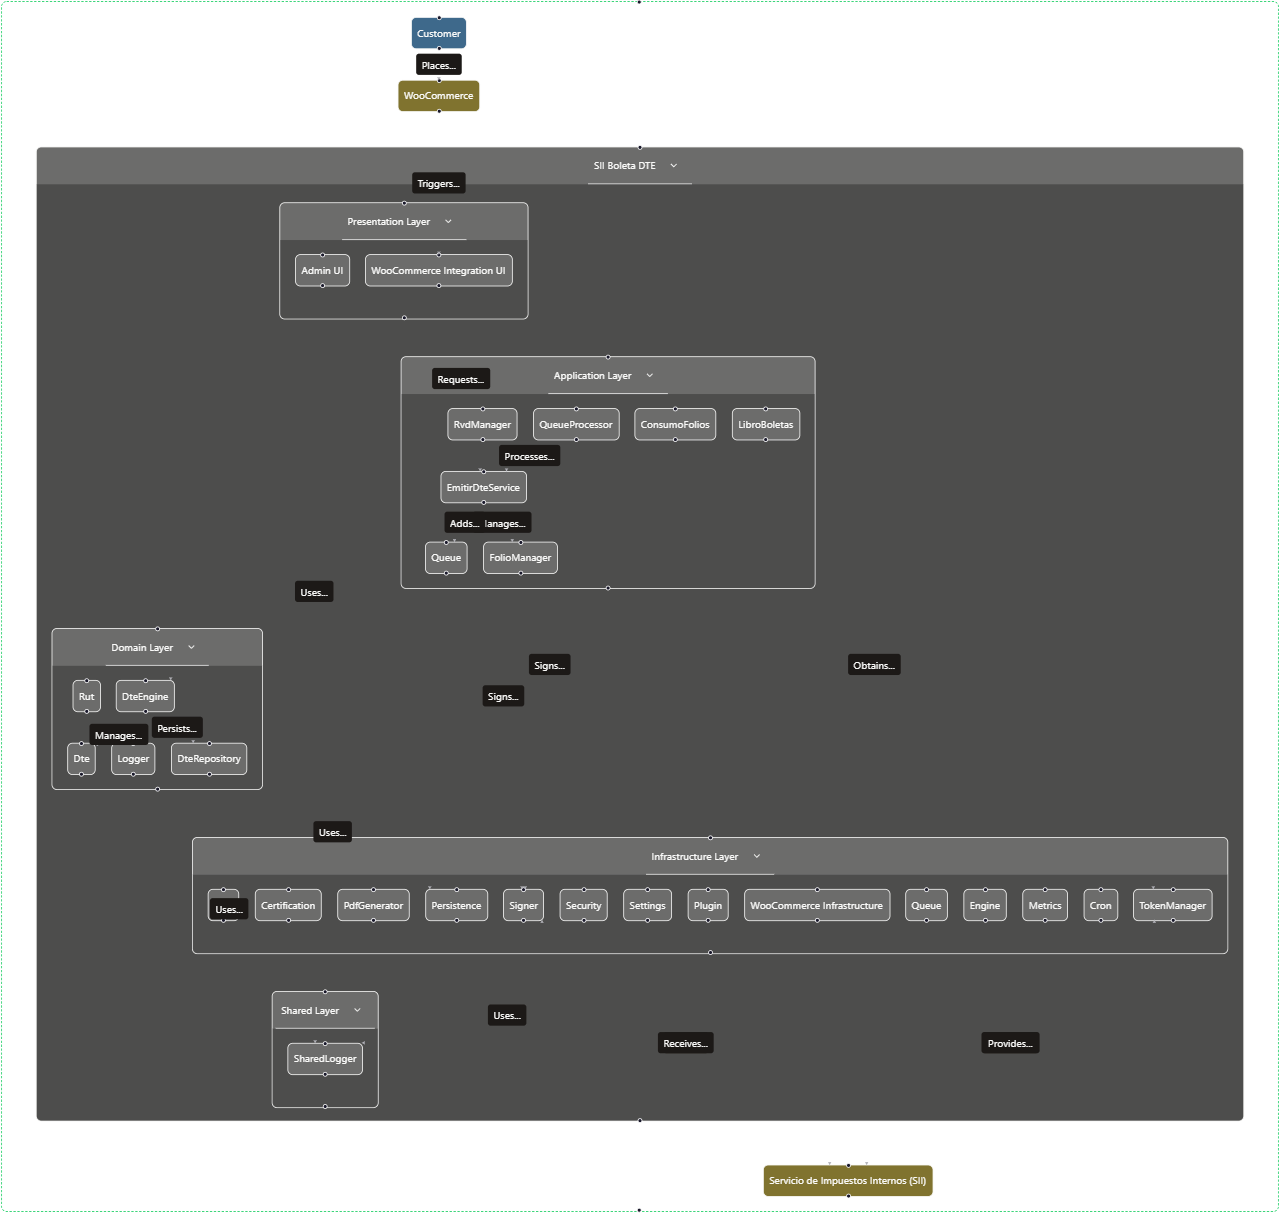 Customer
Places...
WooCommerce
SII Boleta DTE
Triggers...
Presentation Layer
Admin UI
WooCommerce Integration UI
Application Layer
Requests...
RvdManager
QueueProcessor
ConsumoFolios
LibroBoletas
Processes...
EmitirDteService
Adds...
anages...
Queue
FolioManager
Uses...
Domain Layer
Signs...
Obtains...
Signs...
Rut
DteEngine
Manages...
Persists...
Dte
Logger
DteRepository
Uses...
Infrastructure Layer
Uses...
Certification
PdfGenerator
Persistence
Signer
Security
Settings
Plugin
WooCommerce Infrastructure
Queue
Engine
Metrics
Cron
TokenManager
Shared Layer
Uses...
Receives...
Provides...
SharedLogger
Servicio de Impuestos Internos (SII)